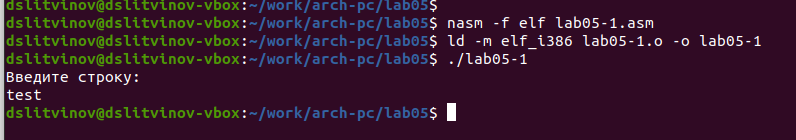 dslitvinov@dslitvinov-vbox:~/work/arch-pc/lab05$
dslitvinov@dslitvinov-vbox:~/work/arch-pc/lab05$ nasm -f elf lab05-1.asm
dslitvinov@dslitvinov-vbox:~/work/arch-pc/lab05$ ld -m elf_i386 lab05-1.o -o lab05-1
dslitvinov@dslitvinov-vbox:~/work/arch-pc/lab05$ ./lab05-1
Введите строку:
test
dslitvinov@dslitvinov-vbox:~/work/arch-pc/lab05$